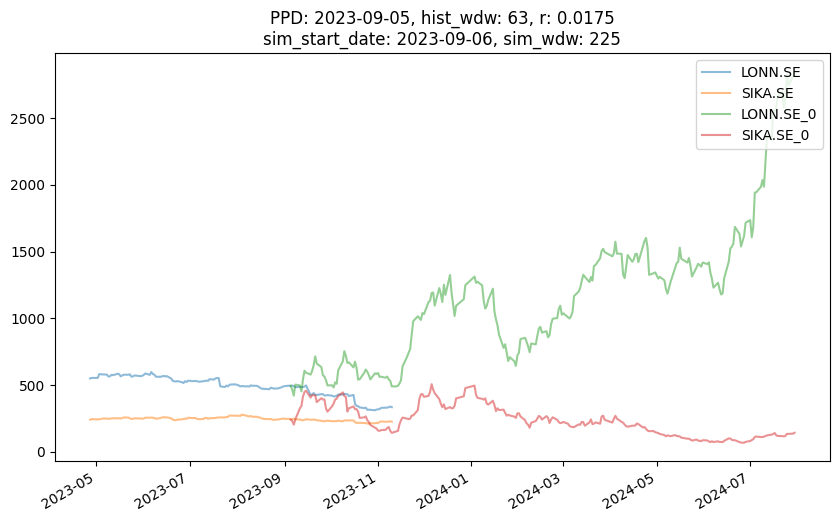 PPD: 2023-09-05, hist_wdw: 63, r: 0.0175
sim_start_date: 2023-09-06, sim_wdw: 225
LONN.SE
SIKA.SE
LONN.SE_0
SIKA.SE_0
2500
2000
1500
1000
500
0
2023-05
2023-07
2023-09
2023-11
2024-01
2024-03
2024-05
2024-07